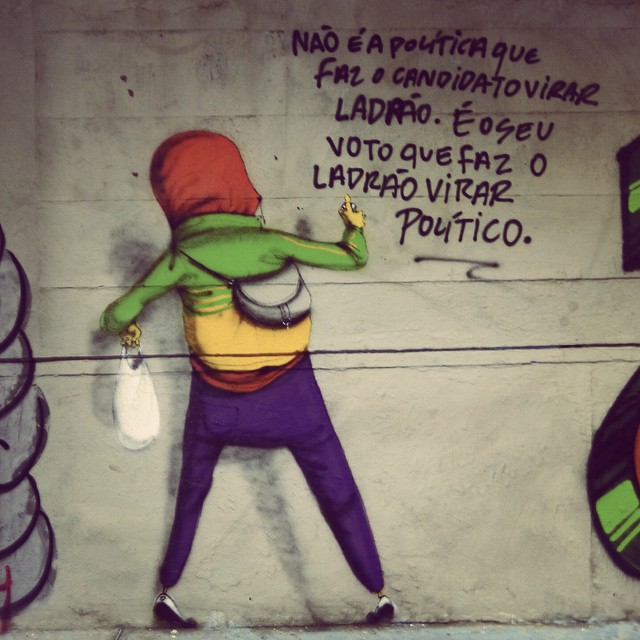 NÃO É A POLÍTICA QUE
FAZ O CANDIDATO VIRAR
LADRÃO. É O SEU
VOTO QUE FAZ O
LADRÃO VIRAR
POLÍTICO.